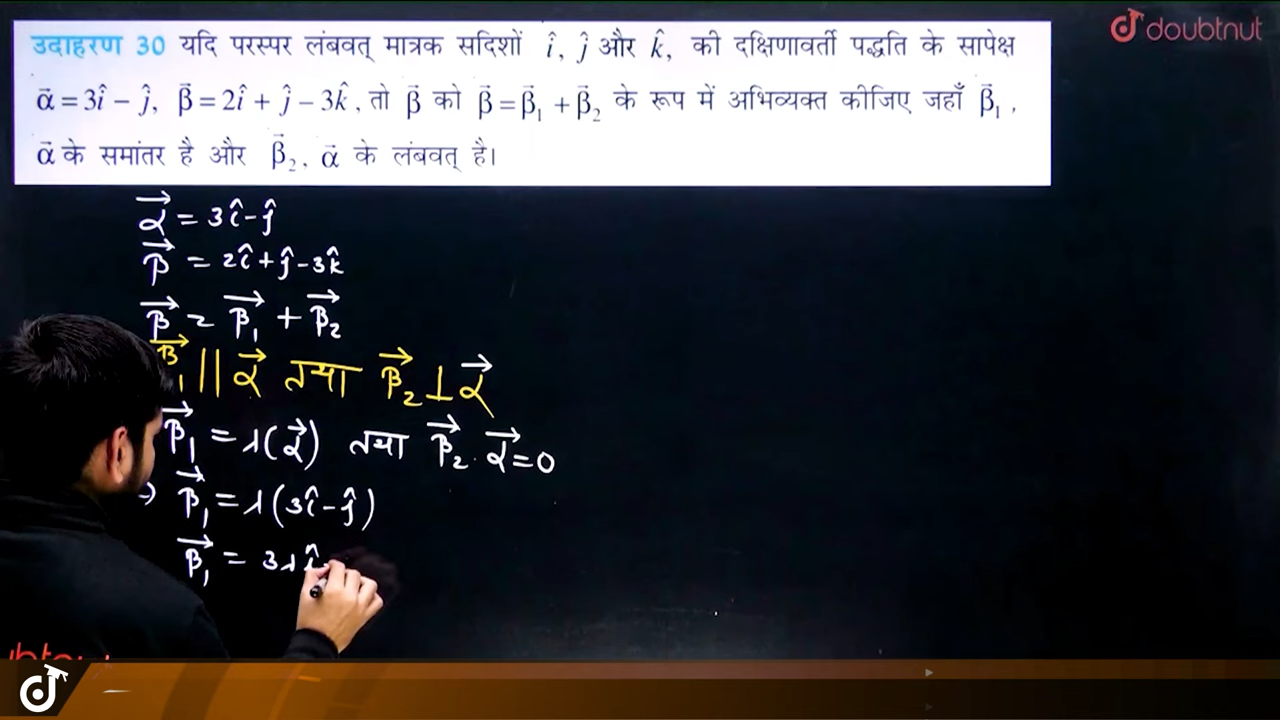 doubtnut
उदाहरण 30 यदि परस्पर लंबवत् मात्रक सदिशों î, ĵ और k̂, की दक्षिणावर्ती पद्धति के सापेक्ष
α⃗ = 3î − ĵ, β⃗ = 2î + ĵ − 3k̂, तो β⃗ को β⃗ = β⃗₁ + β⃗₂ के रूप में अभिव्यक्त कीजिए जहाँ β⃗₁,
α⃗ के समांतर है और β⃗₂, α⃗ के लंबवत् है।
α⃗ = 3î − ĵ
β⃗ = 2î + ĵ − 3k̂
β⃗ = β⃗₁ + β⃗₂
β⃗₁ || α⃗ तथा β⃗₂ ⊥ α⃗
β⃗₁ = λ(α⃗) तथा β⃗₂ . α⃗ = 0
β⃗₁ = λ(3î − ĵ)
β⃗₁ = 3λî